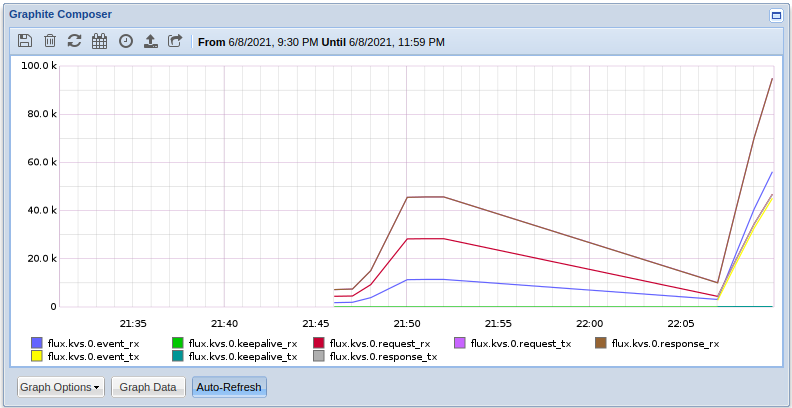 Graphite Composer
From 6/8/2021, 9:30 PM Until 6/8/2021, 11:59 PM
100.0 k
80.0 k
60.0 k
40.0 k
20.0 k
0
21:35 21:40 21:45 21:50 21:55 22:00 22:05
flux.kvs.0.event_rx flux.kvs.0.keepalive_rx flux.kvs.0.request_rx flux.kvs.0.request_tx flux.kvs.0.response_rx
flux.kvs.0.event_tx flux.kvs.0.keepalive_tx flux.kvs.0.response_tx
Graph Options Graph Data Auto-Refresh